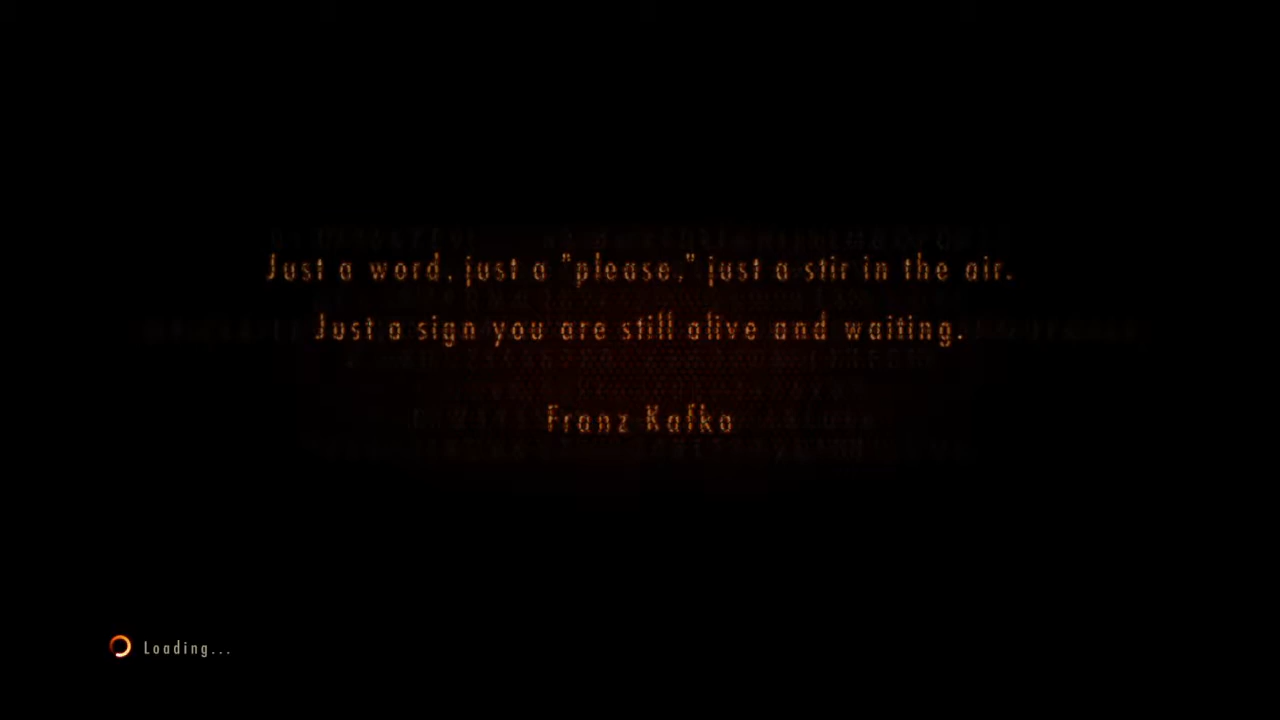 Just a word, just a "please," just a stir in the air.
Just a sign you are still alive and waiting.
Franz Kafka
Loading...